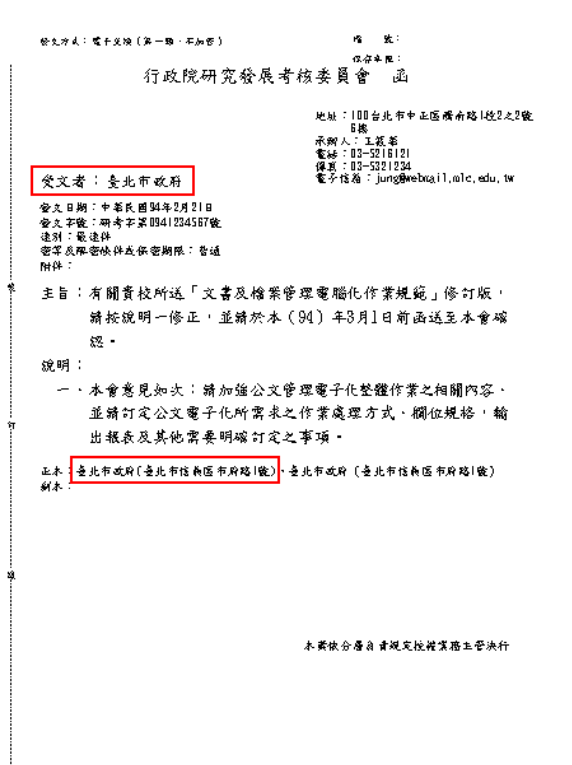 發文方式：電子交換（第一類，不加密）
檔　　號：
保存年限：
行政院研究發展考核委員會　函
地址：100台北市中正區濟南路1段2之2號
6樓
承辦人：王筱華
電話：03-5216121
傳真：03-5321234
電子信箱：jung@webmail.mlc.edu.tw
受文者：臺北市政府
發文日期：中華民國94年2月21日
發文字號：研考字第0941234567號
速別：最速件
密等及解密條件或保密期限：普通
附件：
主旨：有關貴校所送「文書及檔案管理電腦化作業規範」修訂版，
請按說明一修正，並請於本（94）年3月1日前函送至本會確
認。
說明：
一、本會意見如次：請加強公文管理電子化整體作業之相關內容、
並請訂定公文電子化所需求之作業處理方式、欄位規格，輸
出報表及其他需要明確訂定之事項。
正本：臺北市政府(臺北市信義區市府路1號)、臺北市政府（臺北市信義區市府路1號）
副本：
裝
訂
線
本案依分層負責規定授權業務主管決行